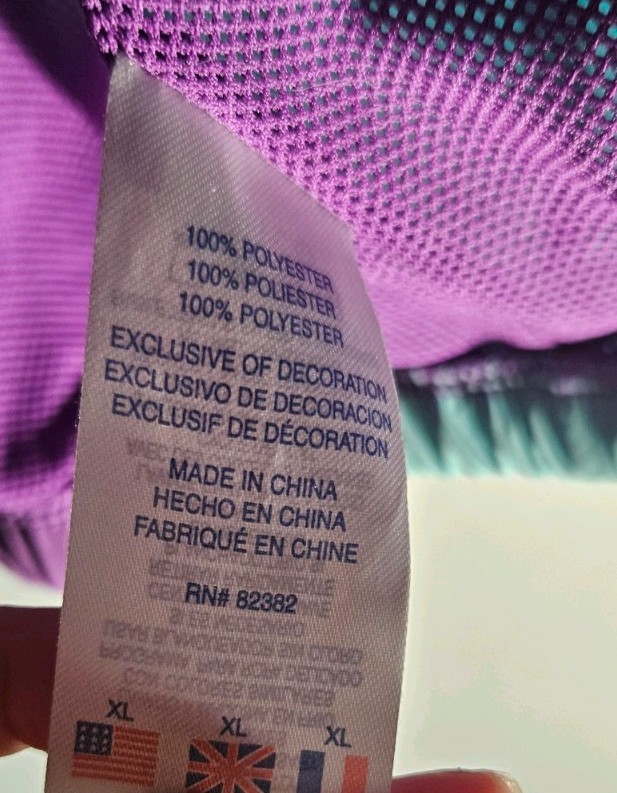 100% POLYESTER
100% POLIESTER
100% POLYESTER
EXCLUSIVE OF DECORATION
EXCLUSIVO DE DECORACION
EXCLUSIF DE DÉCORATION
MADE IN CHINA
HECHO EN CHINA
FABRIQUÉ EN CHINE
RN# 82382
XL XL XL